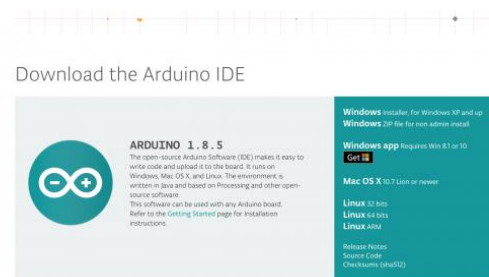 Download the Arduino IDE
ARDUINO 1.8.5
The open-source Arduino Software (IDE) makes it easy to
write code and upload it to the board. It runs on
Windows, Mac OS X, and Linux. The environment is
written in Java and based on Processing and other open-
source software.
This software can be used with any Arduino board.
Refer to the Getting Started page for Installation
instructions.
Windows Installer, for Windows XP and up
Windows ZIP file for non admin install
Windows app Requires Win 8.1 or 10
Get
Mac OS X 10.7 Lion or newer
Linux 32 bits
Linux 64 bits
Linux ARM
Release Notes
Source Code
Checksums (sha512)